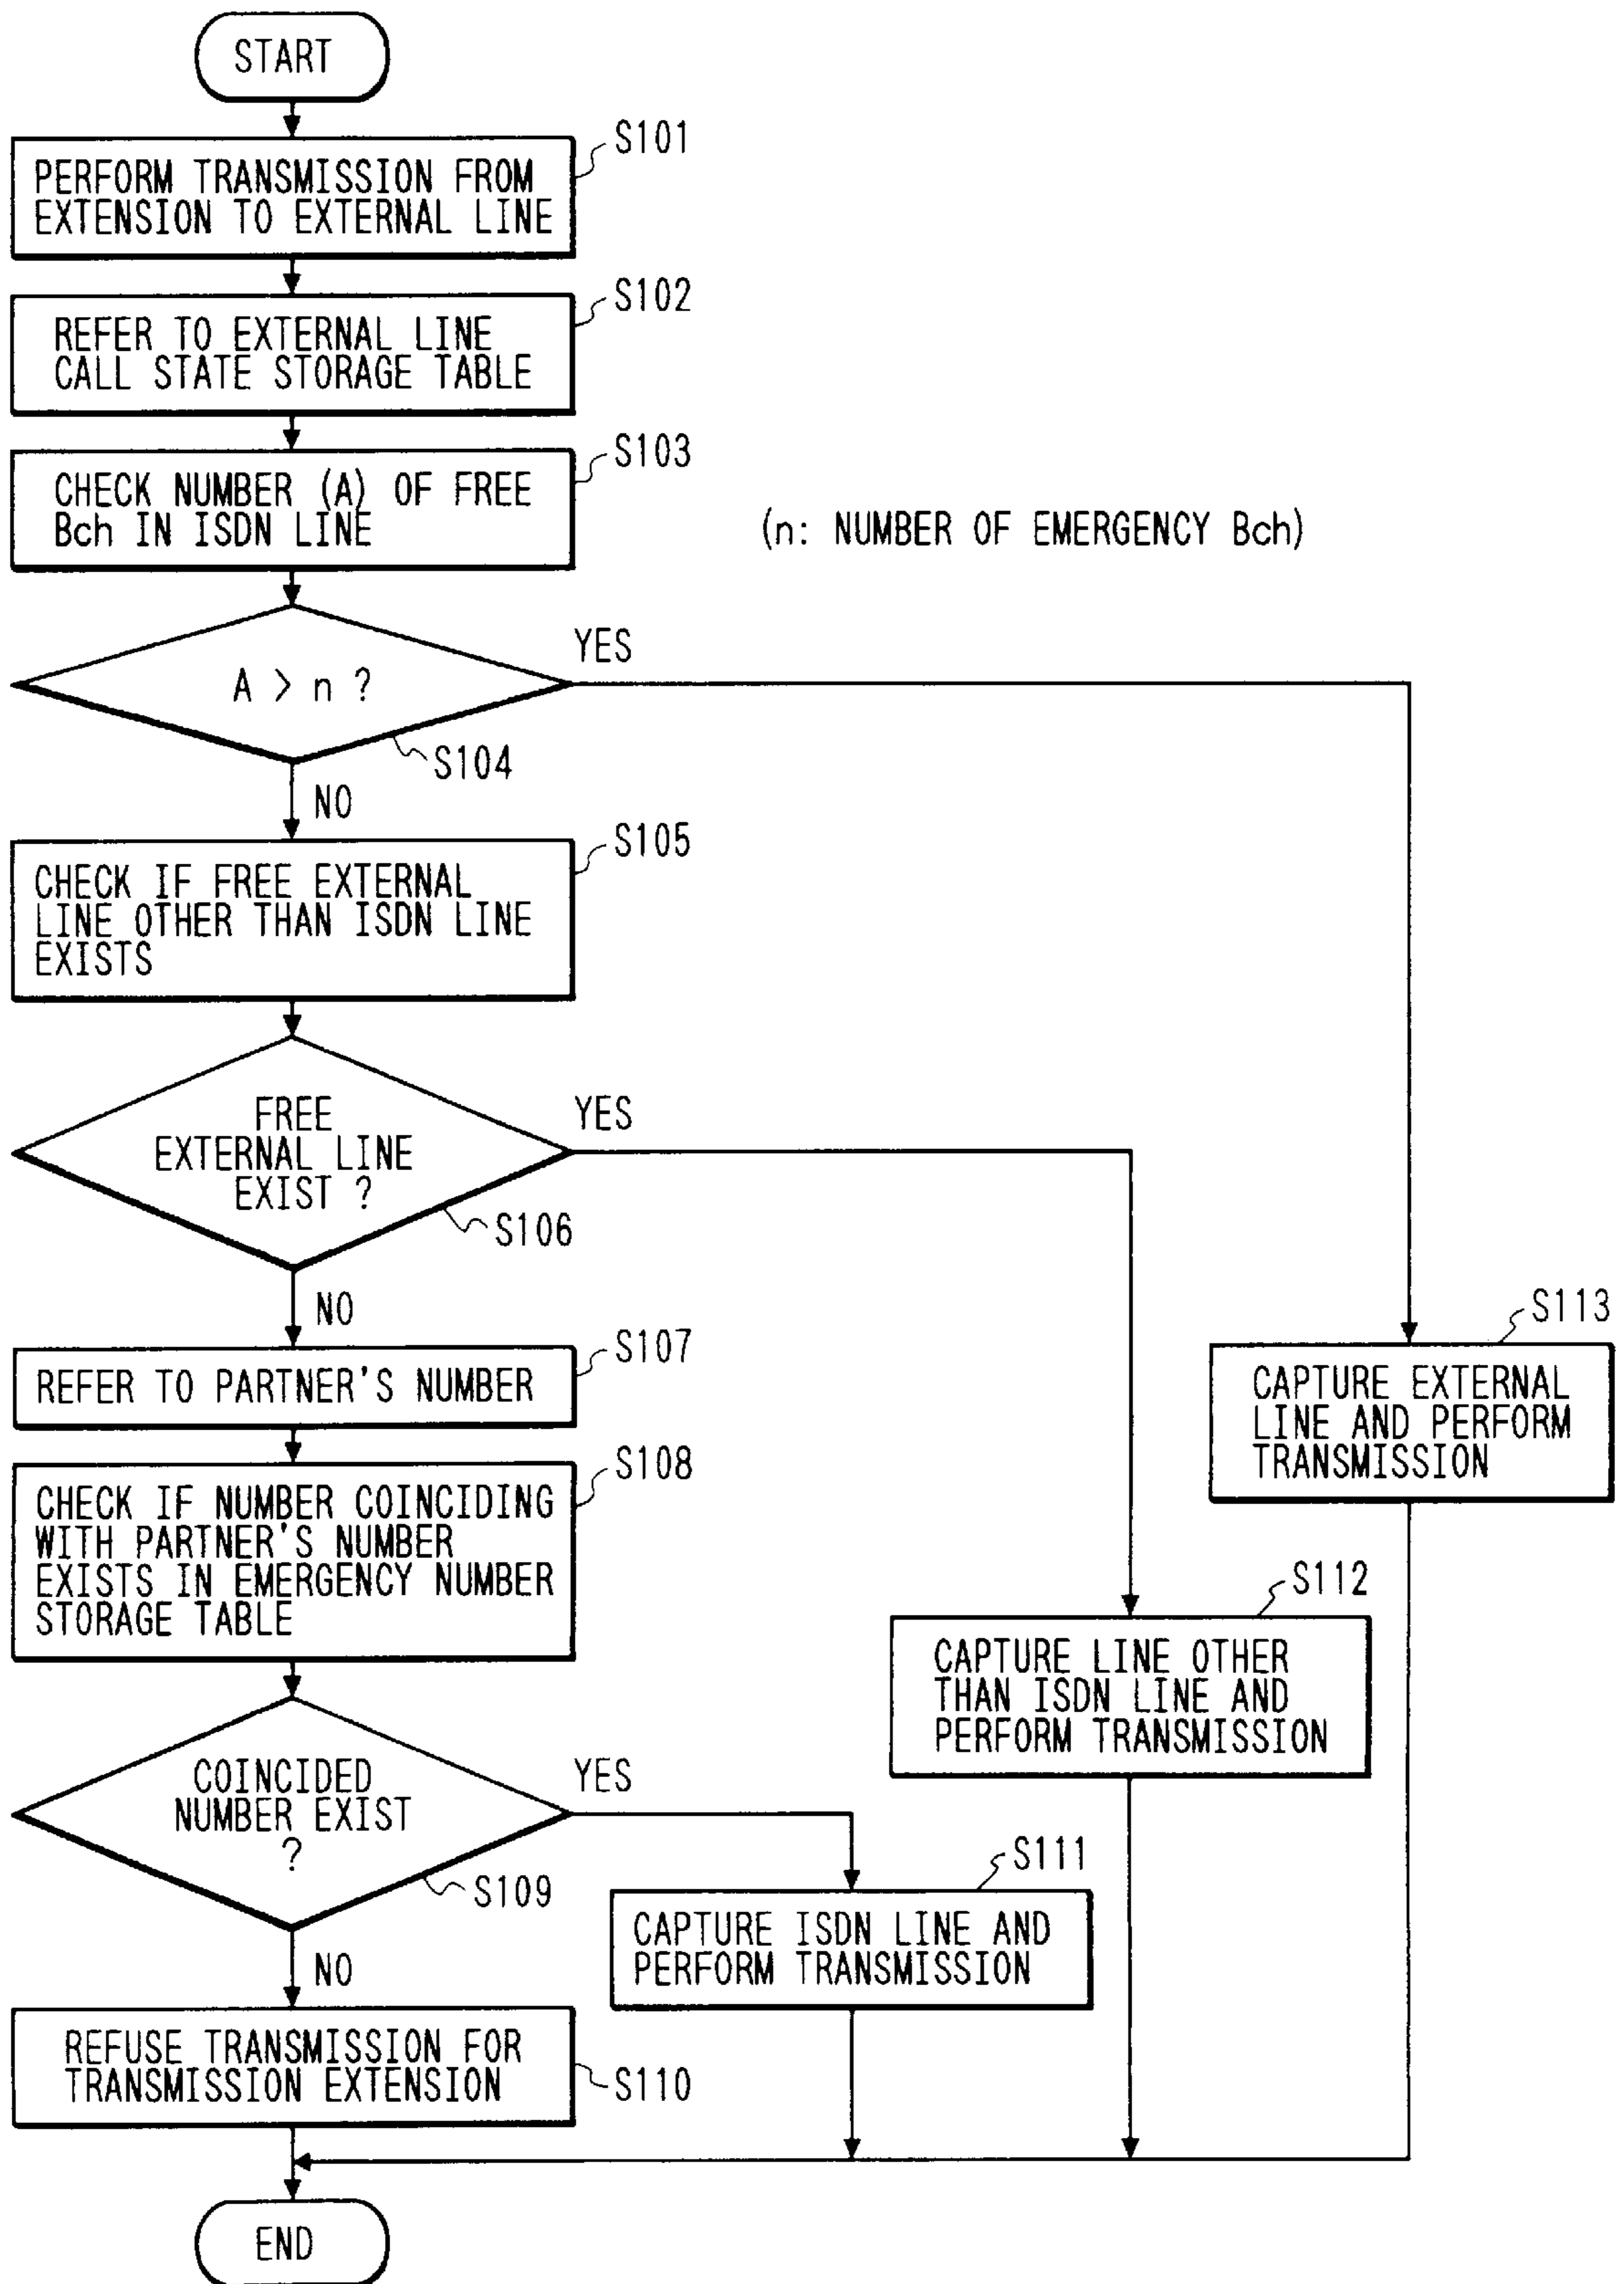 START
S101
PERFORM TRANSMISSION FROM
EXTENSION TO EXTERNAL LINE
S102
REFER TO EXTERNAL LINE
CALL STATE STORAGE TABLE
S103
CHECK NUMBER (A) OF FREE
Bch IN ISDN LINE
(n: NUMBER OF EMERGENCY Bch)
A > n ?
YES
S104
NO
S105
CHECK IF FREE EXTERNAL
LINE OTHER THAN ISDN LINE
EXISTS
FREE
EXTERNAL LINE
EXIST ?
YES
S106
NO
S107
REFER TO PARTNER'S NUMBER
S113
CAPTURE EXTERNAL
LINE AND PERFORM
TRANSMISSION
S108
CHECK IF NUMBER COINCIDING
WITH PARTNER'S NUMBER
EXISTS IN EMERGENCY NUMBER
STORAGE TABLE
S112
CAPTURE LINE OTHER
THAN ISDN LINE AND
PERFORM TRANSMISSION
COINCIDED
NUMBER EXIST
?
YES
S109
S111
CAPTURE ISDN LINE AND
PERFORM TRANSMISSION
NO
REFUSE TRANSMISSION FOR
TRANSMISSION EXTENSION
S110
END